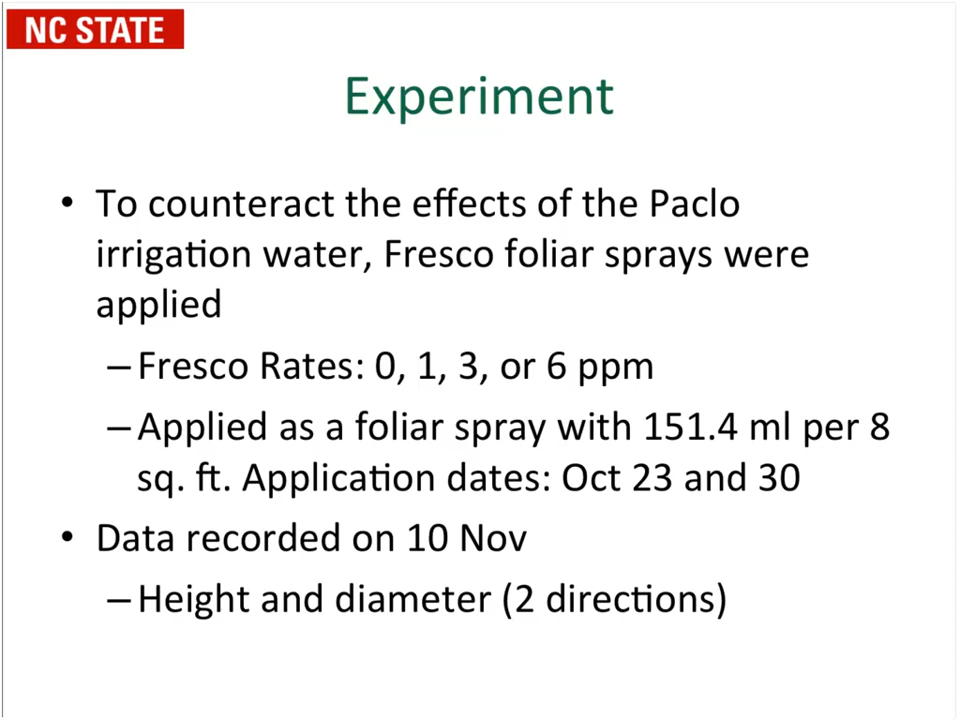 NC STATE
Experiment
• To counteract the effects of the Paclo
irrigation water, Fresco foliar sprays were
applied
– Fresco Rates: 0, 1, 3, or 6 ppm
– Applied as a foliar spray with 151.4 ml per 8
sq. ft. Application dates: Oct 23 and 30
• Data recorded on 10 Nov
– Height and diameter (2 directions)